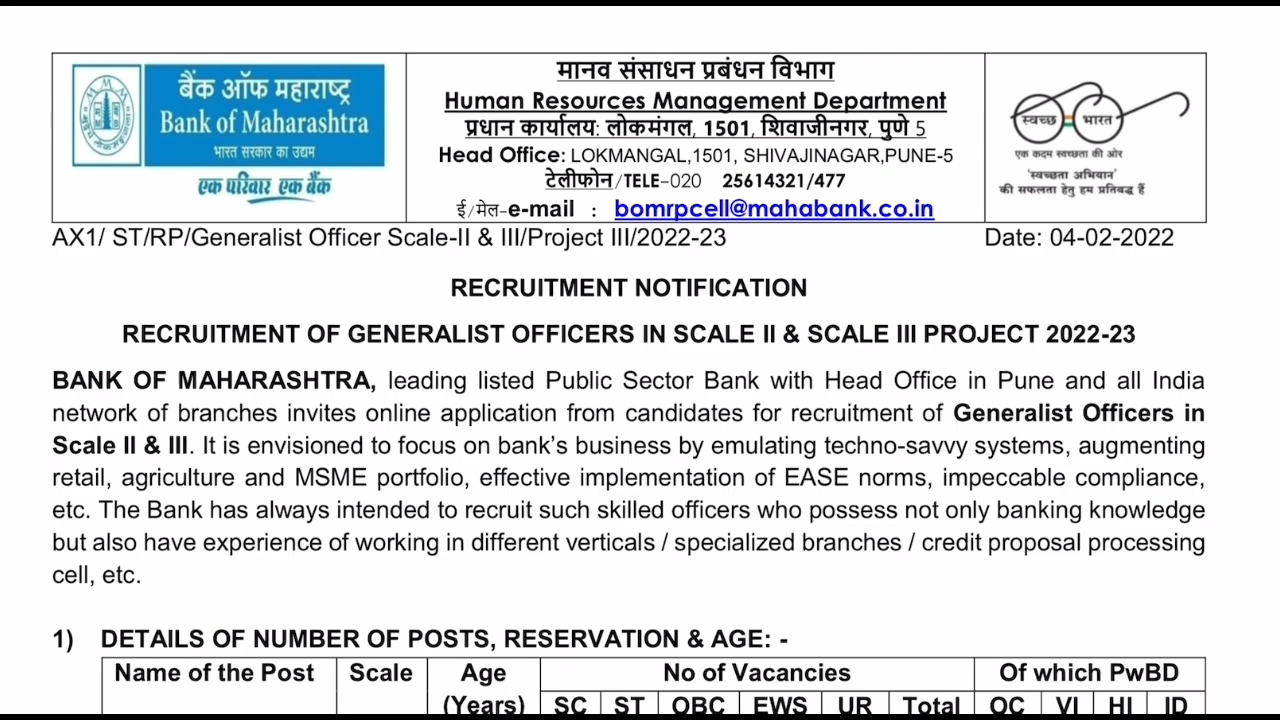 बैंक ऑफ महाराष्ट्र
Bank of Maharashtra
भारत सरकार का उद्यम
एक परिवार एक बैंक
मानव संसाधन प्रबंधन विभाग
Human Resources Management Department
प्रधान कार्यालय: लोकमंगल, 1501, शिवाजीनगर, पुणे 5
Head Office: LOKMANGAL,1501, SHIVAJINAGAR,PUNE-5
टेलीफोन/TELE-020 25614321/477
ई/मेल-e-mail : bomrpcell@mahabank.co.in
स्वच्छ भारत
एक कदम स्वच्छता की ओर
'स्वच्छता अभियान'
की सफलता हेतु हम प्रतिबद्ध हैं
AX1/ ST/RP/Generalist Officer Scale-II & III/Project III/2022-23 Date: 04-02-2022
RECRUITMENT NOTIFICATION
RECRUITMENT OF GENERALIST OFFICERS IN SCALE II & SCALE III PROJECT 2022-23
BANK OF MAHARASHTRA, leading listed Public Sector Bank with Head Office in Pune and all India
network of branches invites online application from candidates for recruitment of Generalist Officers in
Scale II & III. It is envisioned to focus on bank's business by emulating techno-savvy systems, augmenting
retail, agriculture and MSME portfolio, effective implementation of EASE norms, impeccable compliance,
etc. The Bank has always intended to recruit such skilled officers who possess not only banking knowledge
but also have experience of working in different verticals / specialized branches / credit proposal processing
cell, etc.
1) DETAILS OF NUMBER OF POSTS, RESERVATION & AGE: -
Name of the Post Scale Age No of Vacancies Of which PwBD
(Years) SC ST OBC EWS UR Total OC VI HI ID